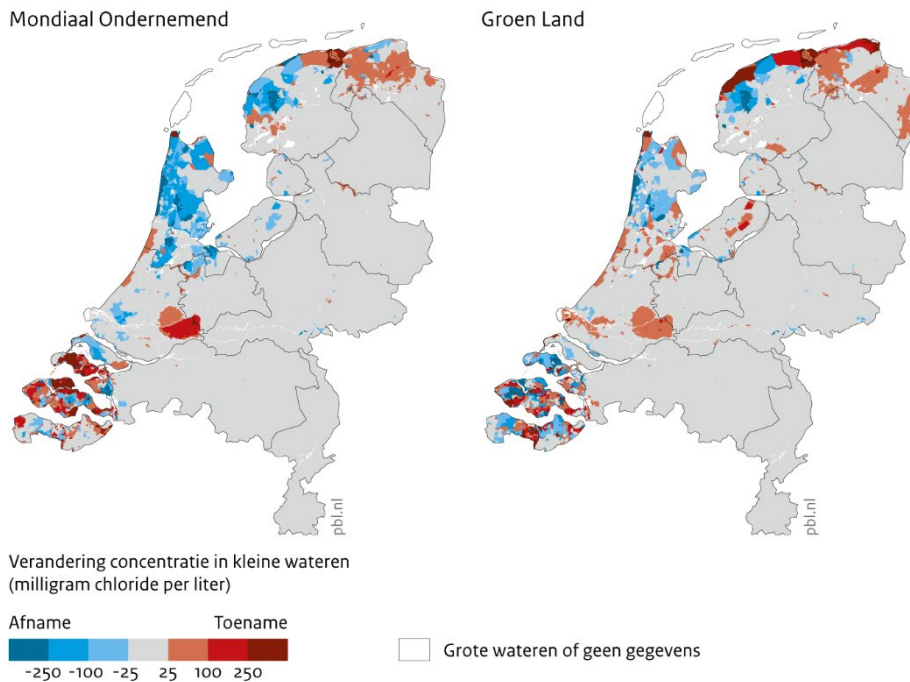 Mondiaal Ondernemend
Groen Land
pbl.nl
pbl.nl
Verandering concentratie in kleine wateren
(milligram chloride per liter)
Afname Toename
-250 -100 -25 25 100 250
Grote wateren of geen gegevens